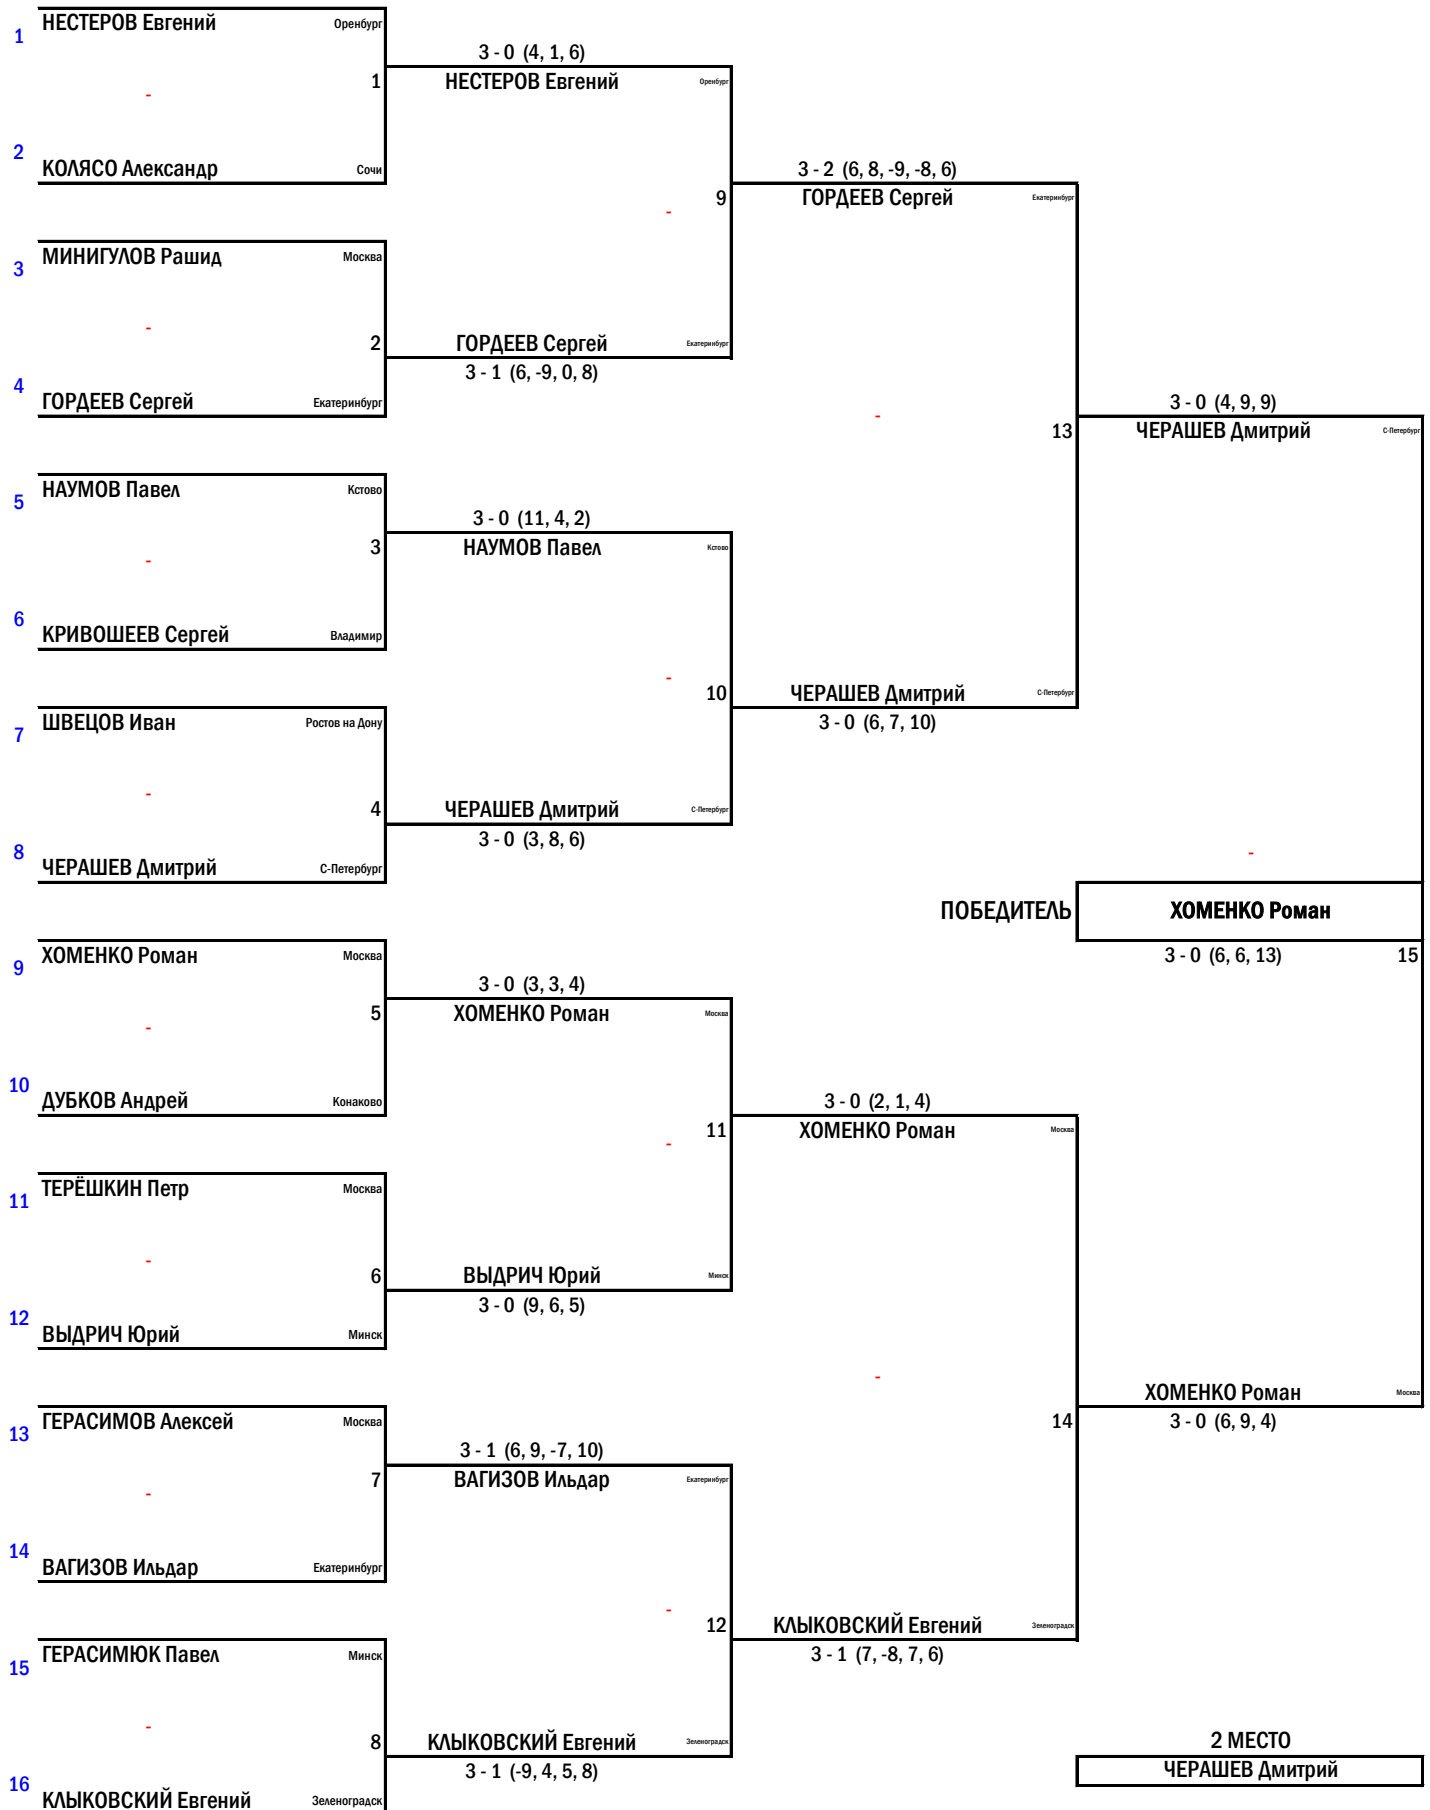 1 НЕСТЕРОВ Евгений Оренбург
3 - 0 (4, 1, 6)
1 НЕСТЕРОВ Евгений Оренбург
-
2 КОЛЯСО Александр Сочи
3 - 2 (6, 8, -9, -8, 6)
9 ГОРДЕЕВ Сергей Екатеринбург
-
3 МИНИГУЛОВ Рашид Москва
-
2 ГОРДЕЕВ Сергей Екатеринбург
3 - 1 (6, -9, 0, 8)
4 ГОРДЕЕВ Сергей Екатеринбург
3 - 0 (4, 9, 9)
-
13 ЧЕРАШЕВ Дмитрий С-Петербург
5 НАУМОВ Павел Кстово
3 - 0 (11, 4, 2)
3 НАУМОВ Павел Кстово
-
6 КРИВОШЕЕВ Сергей Владимир
-
10 ЧЕРАШЕВ Дмитрий С-Петербург
3 - 0 (6, 7, 10)
7 ШВЕЦОВ Иван Ростов на Дону
-
4 ЧЕРАШЕВ Дмитрий С-Петербург
3 - 0 (3, 8, 6)
8 ЧЕРАШЕВ Дмитрий С-Петербург
-
ПОБЕДИТЕЛЬ ХОМЕНКО Роман
3 - 0 (6, 6, 13) 15
9 ХОМЕНКО Роман Москва
3 - 0 (3, 3, 4)
5 ХОМЕНКО Роман Москва
-
10 ДУБКОВ Андрей Конаково
3 - 0 (2, 1, 4)
11 ХОМЕНКО Роман Москва
-
11 ТЕРЁШКИН Петр Москва
-
6 ВЫДРИЧ Юрий Минск
3 - 0 (9, 6, 5)
12 ВЫДРИЧ Юрий Минск
-
ХОМЕНКО Роман Москва
14 3 - 0 (6, 9, 4)
13 ГЕРАСИМОВ Алексей Москва
3 - 1 (6, 9, -7, 10)
7 ВАГИЗОВ Ильдар Екатеринбург
-
14 ВАГИЗОВ Ильдар Екатеринбург
-
12 КЛЫКОВСКИЙ Евгений Зеленоградск
3 - 1 (7, -8, 7, 6)
15 ГЕРАСИМЮК Павел Минск
-
8 КЛЫКОВСКИЙ Евгений Зеленоградск
3 - 1 (-9, 4, 5, 8)
2 МЕСТО
ЧЕРАШЕВ Дмитрий
16 КЛЫКОВСКИЙ Евгений Зеленоградск